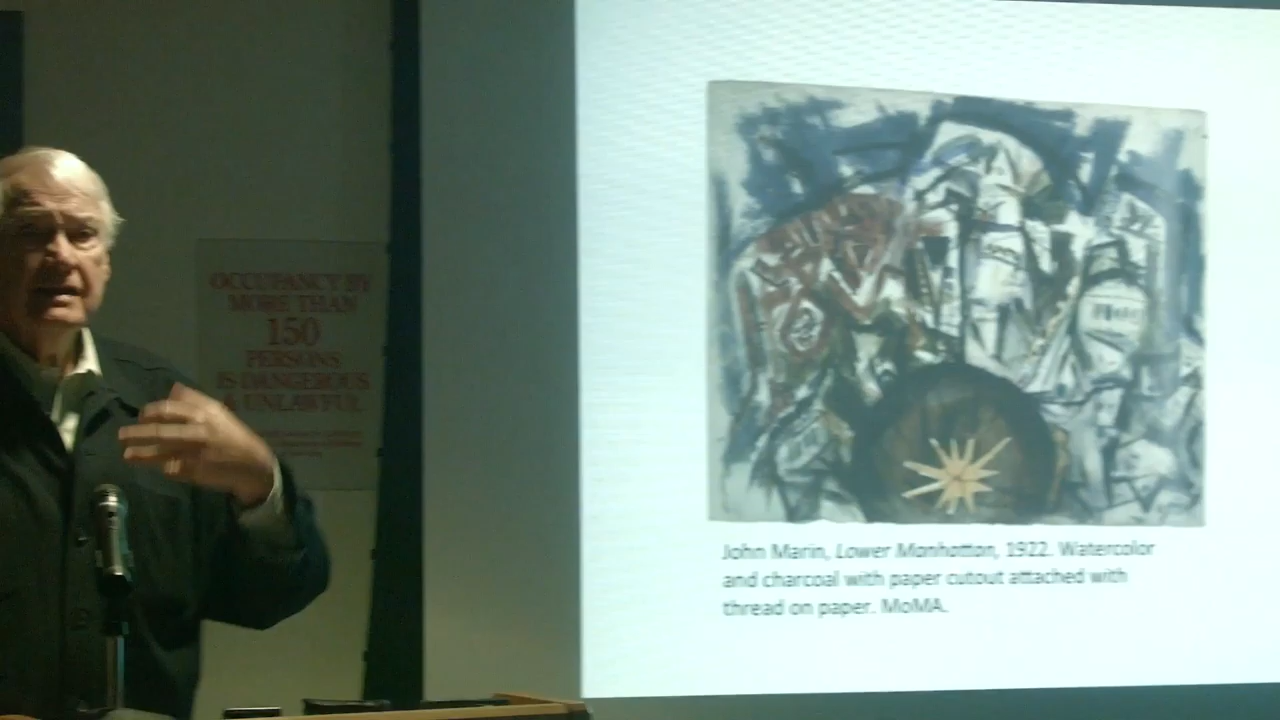 OCCUPANCY BY
MORE THAN
150
PERSONS
IS DANGEROUS
& UNLAWFUL
John Marin, Lower Manhattan, 1922. Watercolor
and charcoal with paper cutout attached with
thread on paper. MoMA.